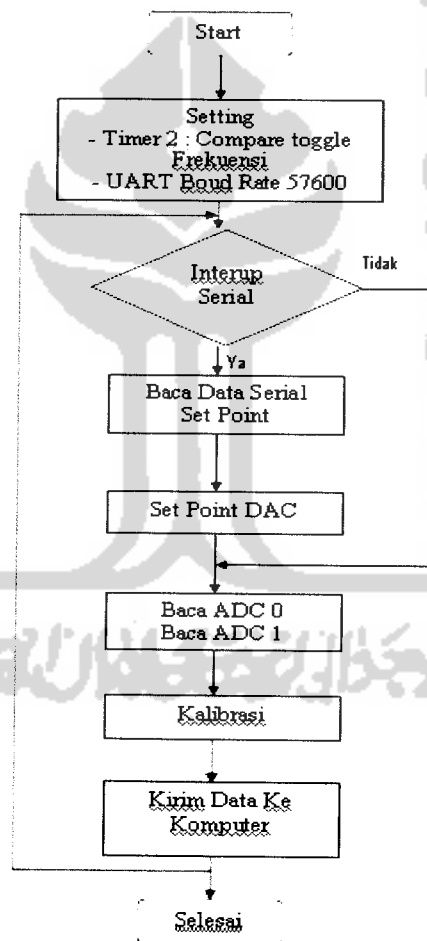 Start
Setting
- Timer 2 : Compare toggle
Frekuensi
- UART Boud Rate 57600
Interup
Serial
Tidak
Ya
Baca Data Serial
Set Point
Set Point DAC
Baca ADC 0
Baca ADC 1
Kalibrasi
Kirim Data Ke
Komputer
Selesai